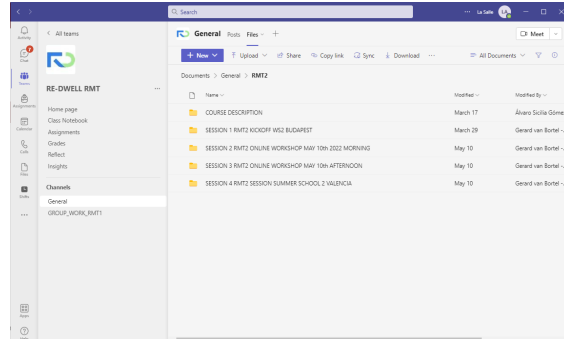 Search
La Salle
LA
Activity
Chat
Teams
Assignments
Calendar
Calls
Files
Shifts
Apps
All teams
RE-DWELL RMT
Home page
Class Notebook
Assignments
Grades
Reflect
Insights
Channels
General
GROUP_WORK_RMT1
General Posts Files
Meet
New Upload Share Copy link Sync Download All Documents
Documents > General > RMT2
Name Modified Modified By
COURSE DESCRIPTION March 17 Álvaro Sicilia Góme
SESSION 1 RMT2 KICKOFF WS2 BUDAPEST March 29 Gerard van Bortel -
SESSION 2 RMT2 ONLINE WORKSHOP MAY 10th 2022 MORNING May 10 Gerard van Bortel -
SESSION 3 RMT2 ONLINE WORKSHOP MAY 10th AFTERNOON May 10 Gerard van Bortel -
SESSION 4 RMT2 SESSION SUMMER SCHOOL 2 VALENCIA May 10 Gerard van Bortel -